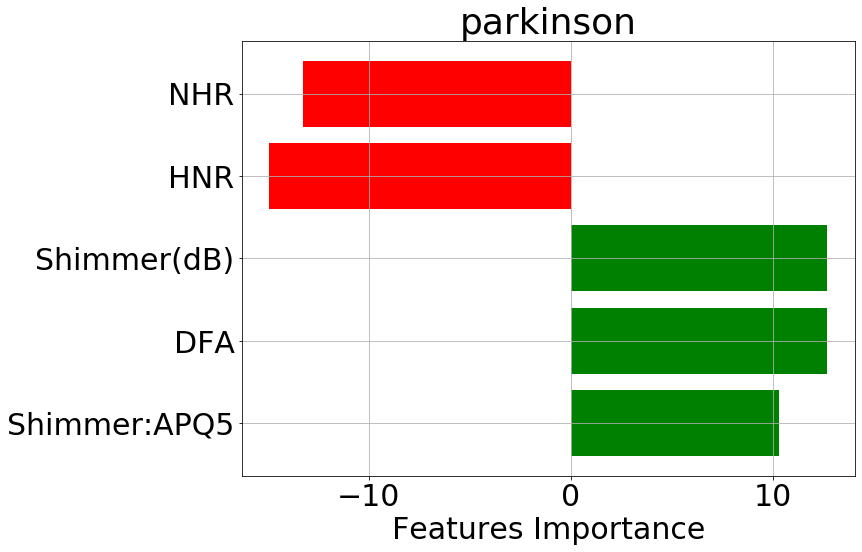 parkinson
NHR
HNR
Shimmer(dB)
DFA
Shimmer:APQ5
−10 0 10
Features Importance